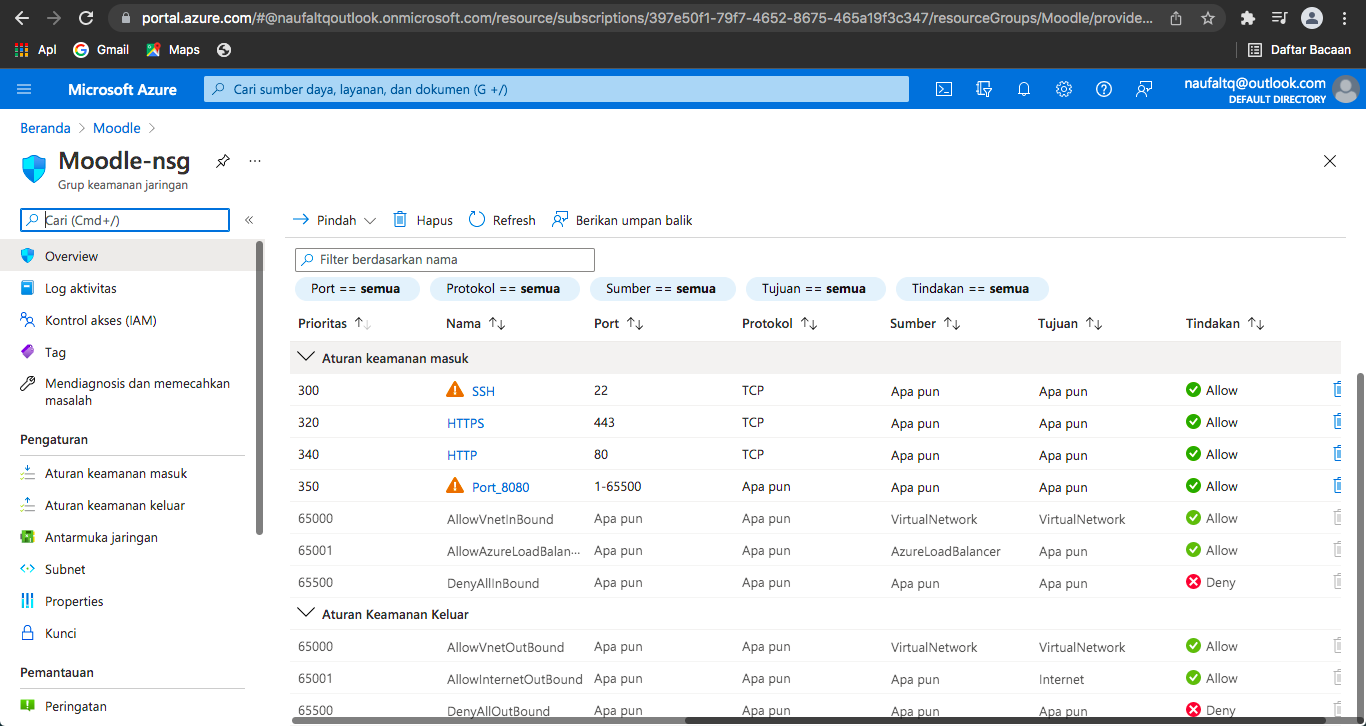 portal.azure.com/#@naufaltqoutlook.onmicrosoft.com/resource/subscriptions/397e50f1-79f7-4652-8675-465a19f3c347/resourceGroups/Moodle/provide...
Apl Gmail Maps Daftar Bacaan
Microsoft Azure Cari sumber daya, layanan, dan dokumen (G +/) naufaltq@outlook.com
DEFAULT DIRECTORY
Beranda > Moodle >
Moodle-nsg ...
Grup keamanan jaringan
Cari (Cmd+/) «
Overview
Log aktivitas
Kontrol akses (IAM)
Tag
Mendiagnosis dan memecahkan
masalah
Pengaturan
Aturan keamanan masuk
Aturan keamanan keluar
Antarmuka jaringan
Subnet
Properties
Kunci
Pemantauan
Peringatan
Pindah Hapus Refresh Berikan umpan balik
Filter berdasarkan nama
Port == semua Protokol == semua Sumber == semua Tujuan == semua Tindakan == semua
Prioritas ↑↓ Nama ↑↓ Port ↑↓ Protokol ↑↓ Sumber ↑↓ Tujuan ↑↓ Tindakan ↑↓
Aturan keamanan masuk
300 SSH 22 TCP Apa pun Apa pun Allow
320 HTTPS 443 TCP Apa pun Apa pun Allow
340 HTTP 80 TCP Apa pun Apa pun Allow
350 Port_8080 1-65500 Apa pun Apa pun Apa pun Allow
65000 AllowVnetInBound Apa pun Apa pun VirtualNetwork VirtualNetwork Allow
65001 AllowAzureLoadBalan... Apa pun Apa pun AzureLoadBalancer Apa pun Allow
65500 DenyAllInBound Apa pun Apa pun Apa pun Apa pun Deny
Aturan Keamanan Keluar
65000 AllowVnetOutBound Apa pun Apa pun VirtualNetwork VirtualNetwork Allow
65001 AllowInternetOutBound Apa pun Apa pun Apa pun Internet Allow
65500 DenyAllOutBound Apa pun Apa pun Apa pun Apa pun Deny